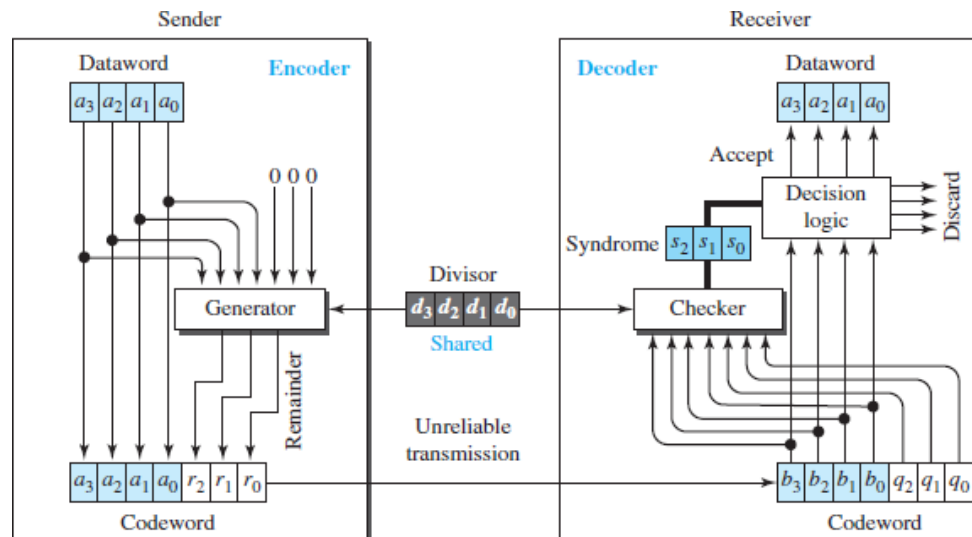 Sender
Encoder
Dataword
a3 a2 a1 a0
0 0 0
Generator
Remainder
a3 a2 a1 a0 r2 r1 r0
Codeword
Divisor
d3 d2 d1 d0
Shared
Unreliable
transmission
Receiver
Decoder
Dataword
a3 a2 a1 a0
Accept
Decision
logic
Discard
Syndrome
s2 s1 s0
Checker
b3 b2 b1 b0 q2 q1 q0
Codeword